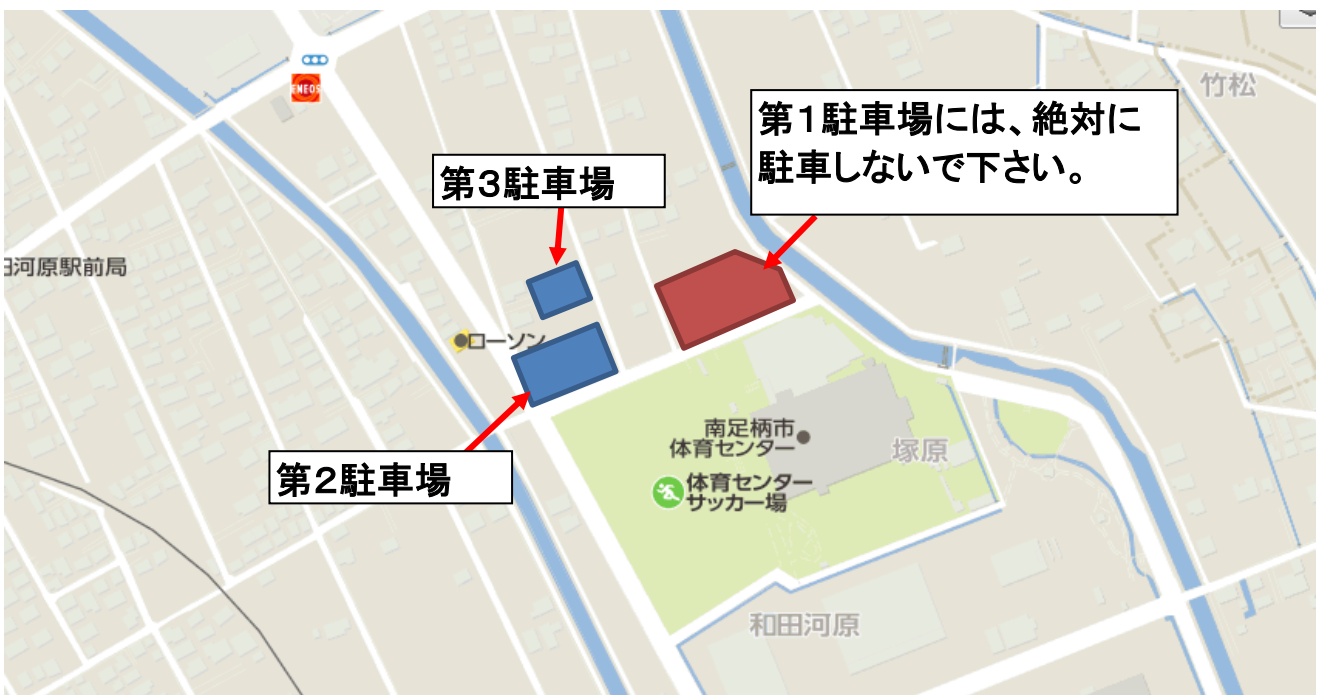 ENEOS
竹松
第１駐車場には、絶対に
駐車しないで下さい。
第３駐車場
河原駅前局
ローソン
南足柄市
体育センター
塚原
第２駐車場
体育センター
サッカー場
和田河原